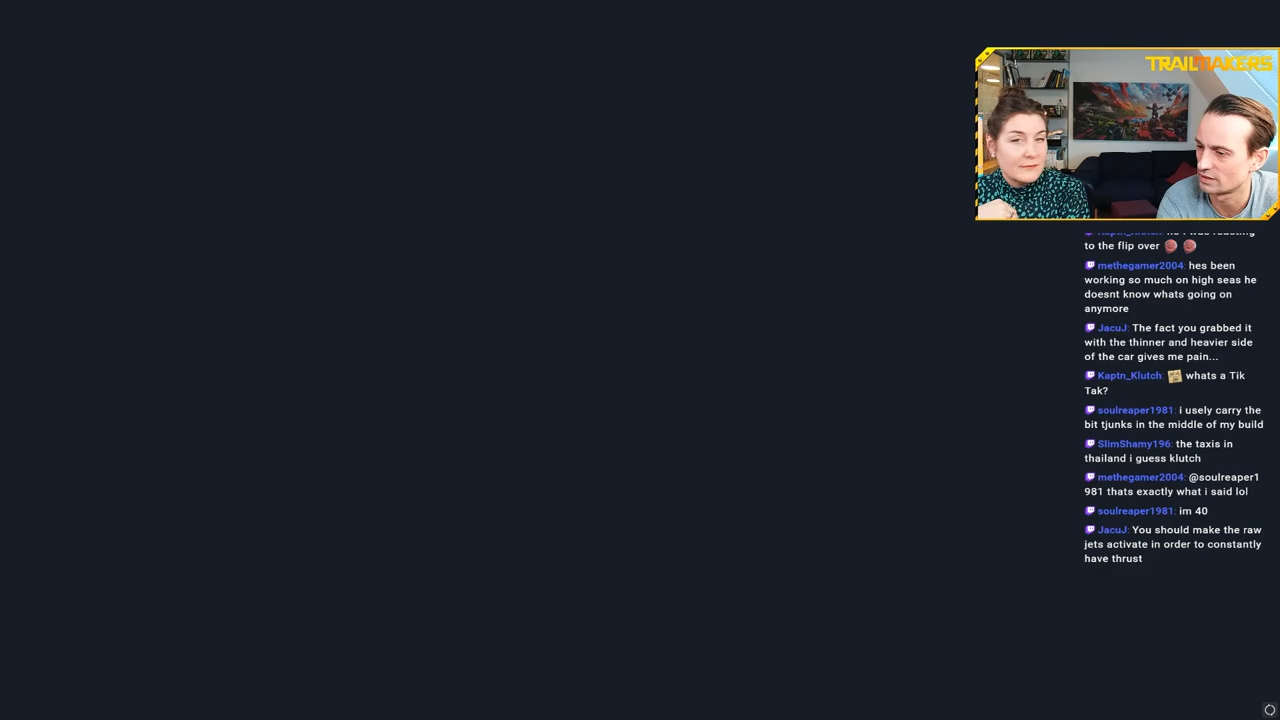 TRAILMAKERS
to the flip over
methegamer2004: hes been
working so much on high seas he
doesnt know whats going on
anymore
JacuJ: The fact you grabbed it
with the thinner and heavier side
of the car gives me pain...
Kaptn_Klutch: whats a Tik
Tak?
soulreaper1981: i usely carry the
bit tjunks in the middle of my build
SlimShamy196: the taxis in
thailand i guess klutch
methegamer2004: @soulreaper1
981 thats exactly what i said lol
soulreaper1981: im 40
JacuJ: You should make the raw
jets activate in order to constantly
have thrust